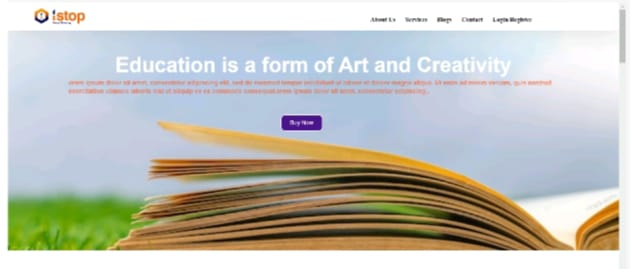 1stop
About Us Services Blogs Contact Login/Register
Education is a form of Art and Creativity
Lorem ipsum dolor sit amet, consectetur adipiscing elit, sed do eiusmod tempor incididunt ut labore et dolore magna aliqua. Ut enim ad minim veniam, quis nostrud
exercitation ullamco laboris nisi ut aliquip ex ea commodo consequat.orem ipsum dolor sit amet, consectetur adipiscing...
Buy Now